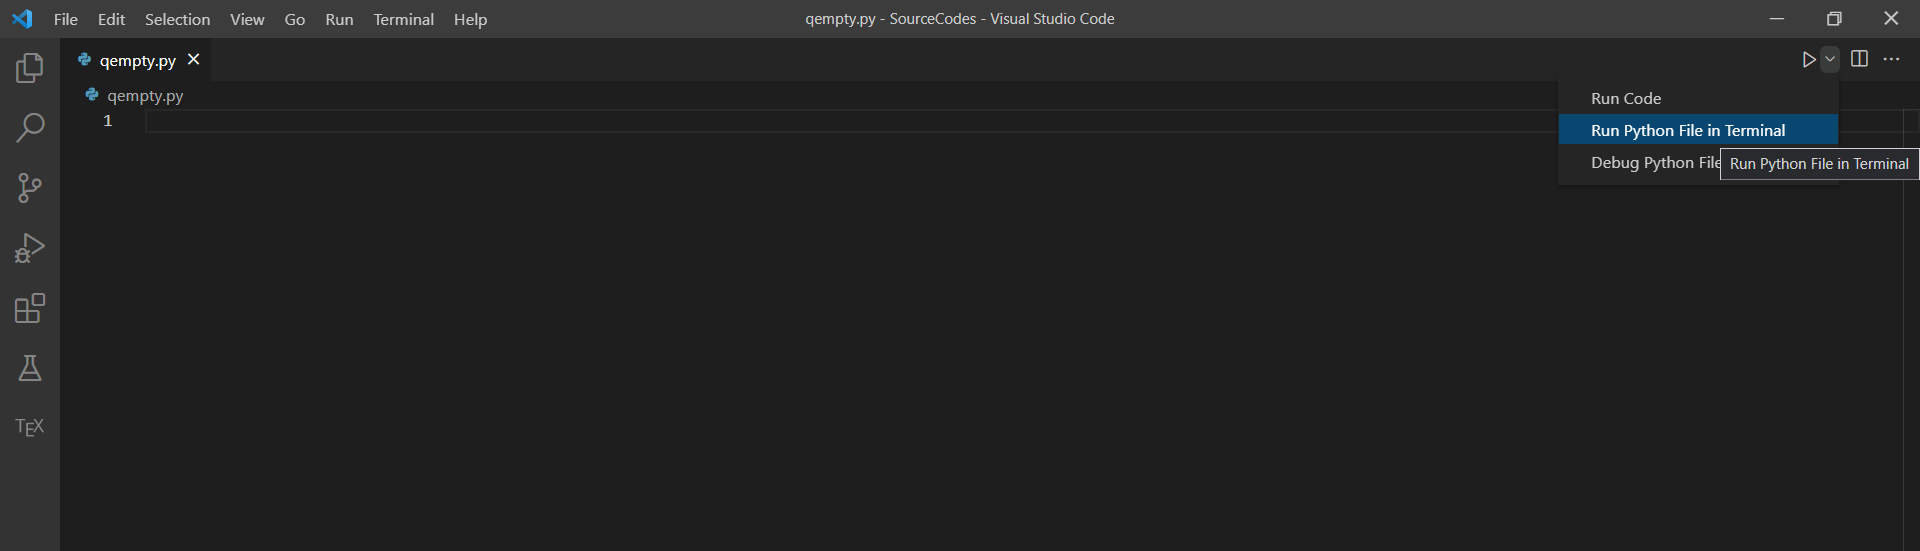 File Edit Selection View Go Run Terminal Help qempty.py - SourceCodes - Visual Studio Code
qempty.py
qempty.py
1
Run Code
Run Python File in Terminal
Debug Python File
Run Python File in Terminal
TEX